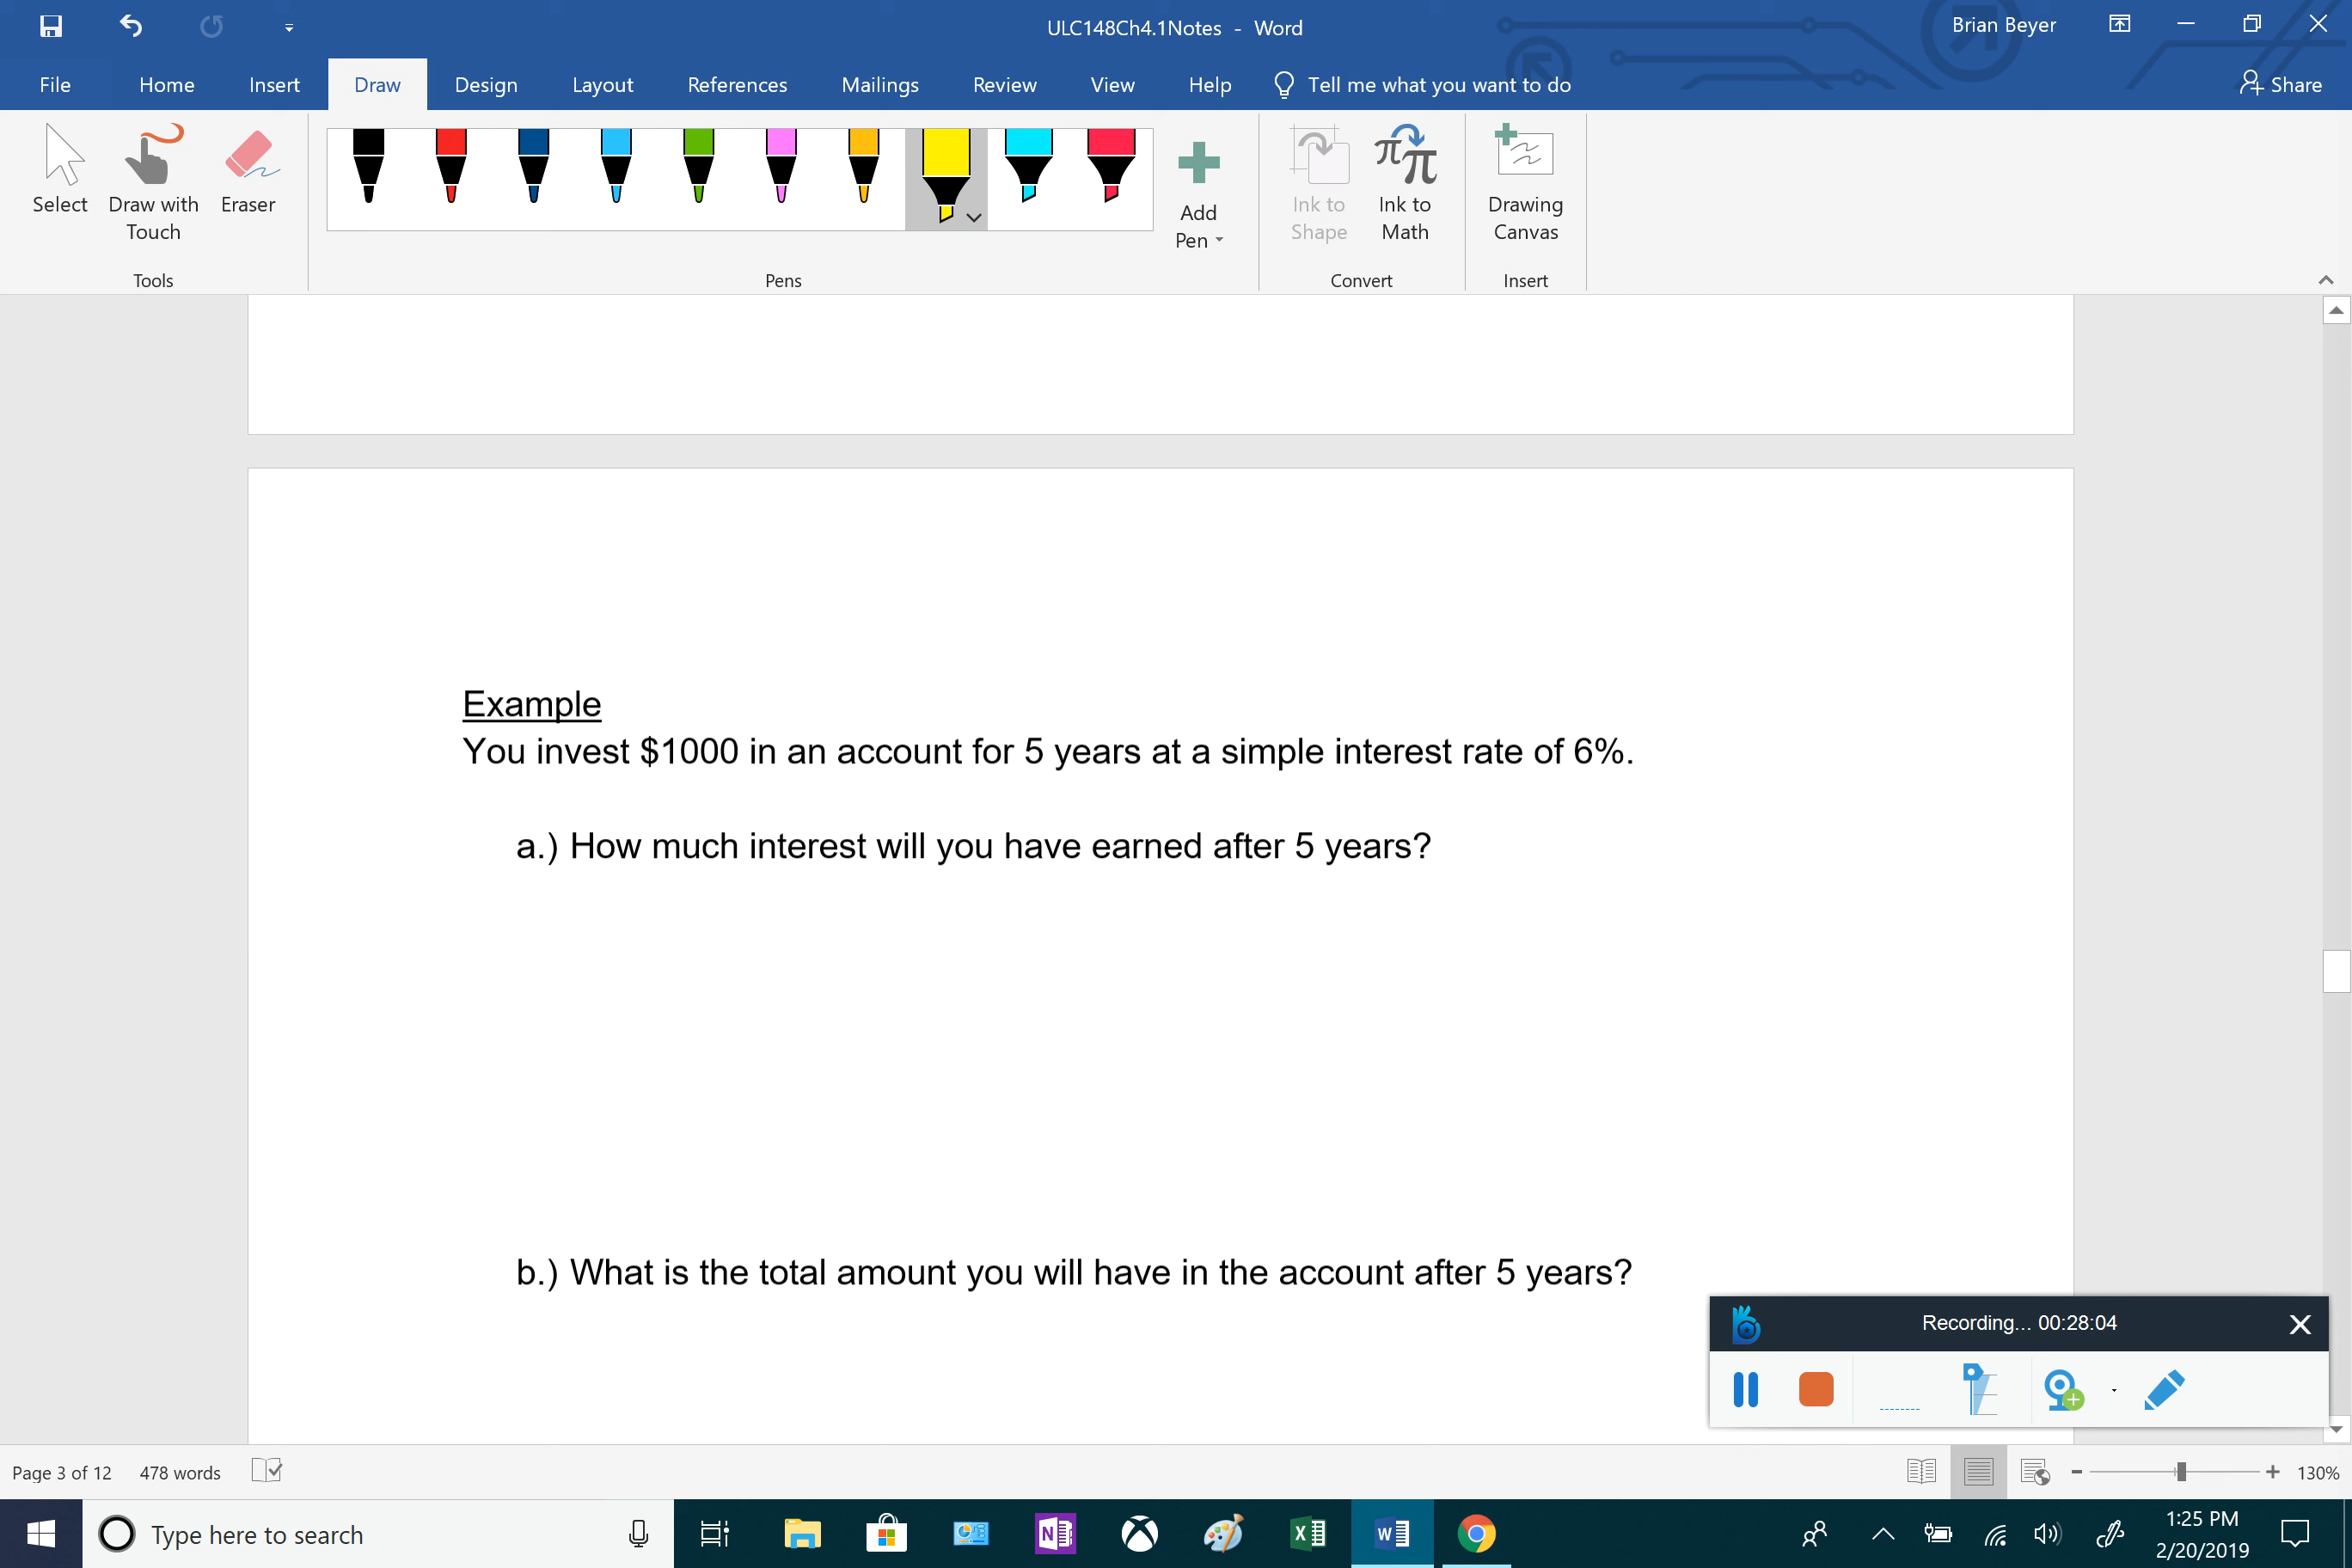 ULC148Ch4.1Notes - Word
Brian Beyer
File Home Insert Draw Design Layout References Mailings Review View Help Tell me what you want to do Share
Select Draw with Touch Eraser
Add Pen
Ink to Shape Ink to Math
Drawing Canvas
Tools Pens Convert Insert
Example
You invest $1000 in an account for 5 years at a simple interest rate of 6%.
a.) How much interest will you have earned after 5 years?
b.) What is the total amount you will have in the account after 5 years?
Recording... 00:28:04
Page 3 of 12 478 words 130%
Type here to search
1:25 PM
2/20/2019